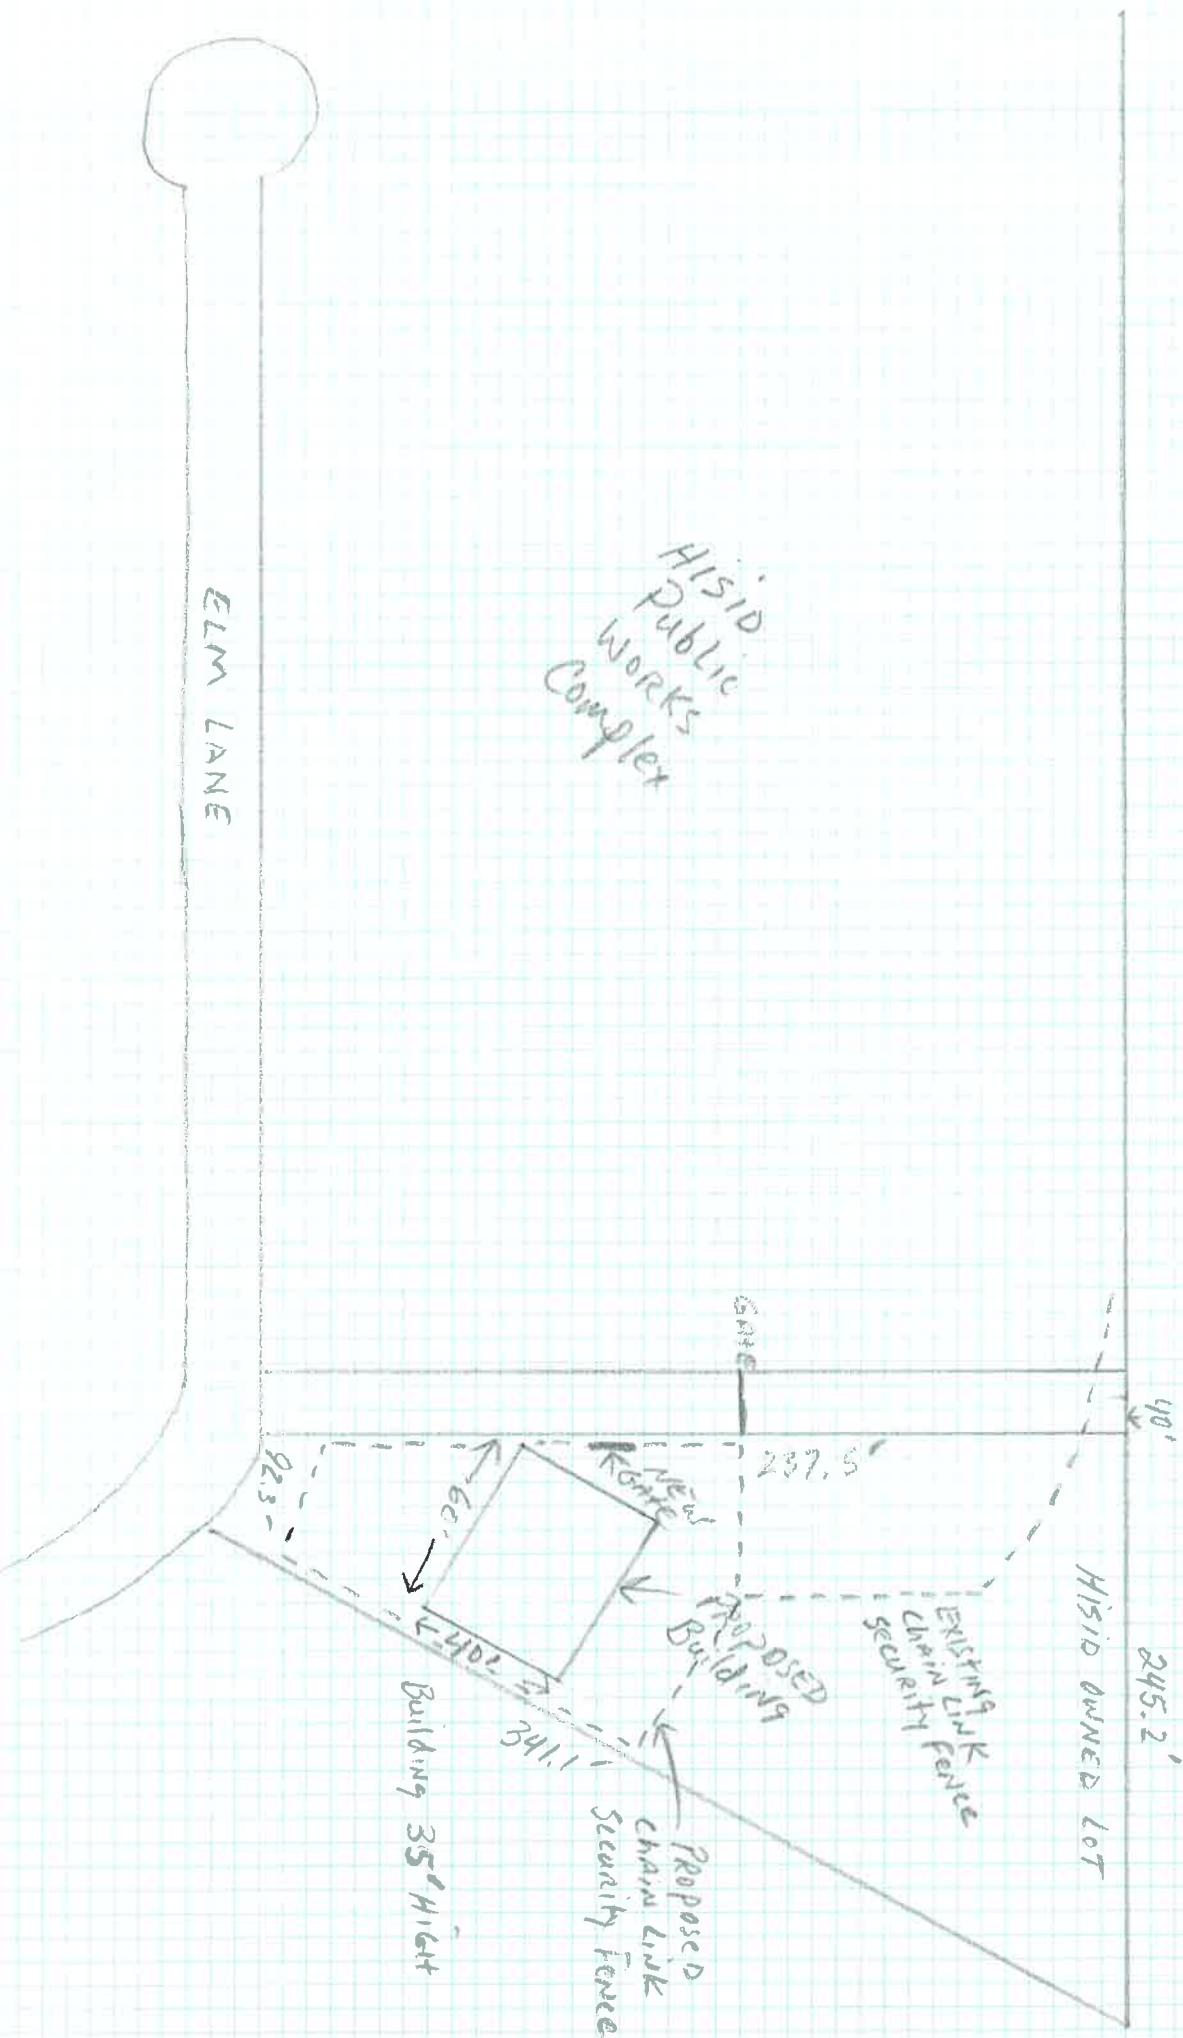 HISID
Public
WORKS
Complex
ELM LANE
GATE
40'
245.2'
HISID OWNED LOT
237.5'
EXISTING
CHAIN LINK
SECURITY FENCE
NEW
GATE
PROPOSED
Building
92.3
60'
40'
341.1
PROPOSED
CHAIN LINK
Security Fence
Building 35' HIGH